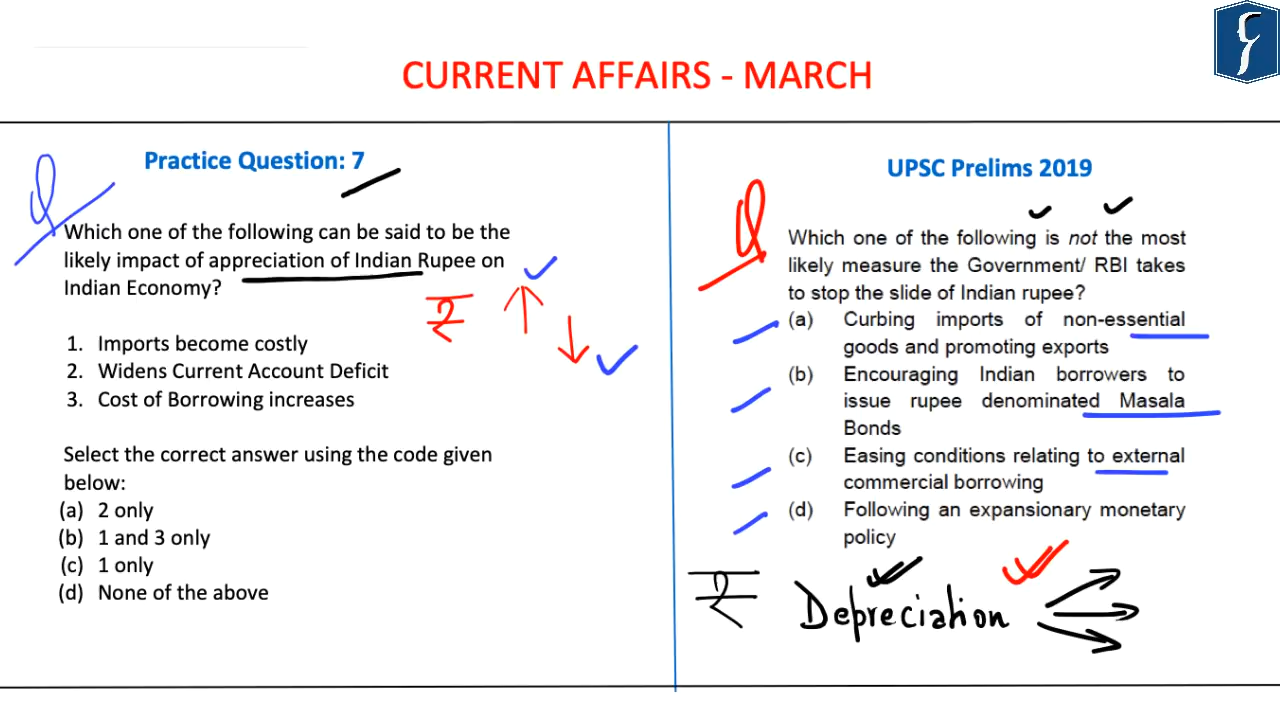 CURRENT AFFAIRS - MARCH
Practice Question: 7
Q
Which one of the following can be said to be the
likely impact of appreciation of Indian Rupee on
Indian Economy?
₹
1. Imports become costly
2. Widens Current Account Deficit
3. Cost of Borrowing increases
Select the correct answer using the code given
below:
(a) 2 only
(b) 1 and 3 only
(c) 1 only
(d) None of the above
UPSC Prelims 2019
Q
Which one of the following is not the most
likely measure the Government/ RBI takes
to stop the slide of Indian rupee?
(a) Curbing imports of non-essential
goods and promoting exports
(b) Encouraging Indian borrowers to
issue rupee denominated Masala
Bonds
(c) Easing conditions relating to external
commercial borrowing
(d) Following an expansionary monetary
policy
₹ Depreciation